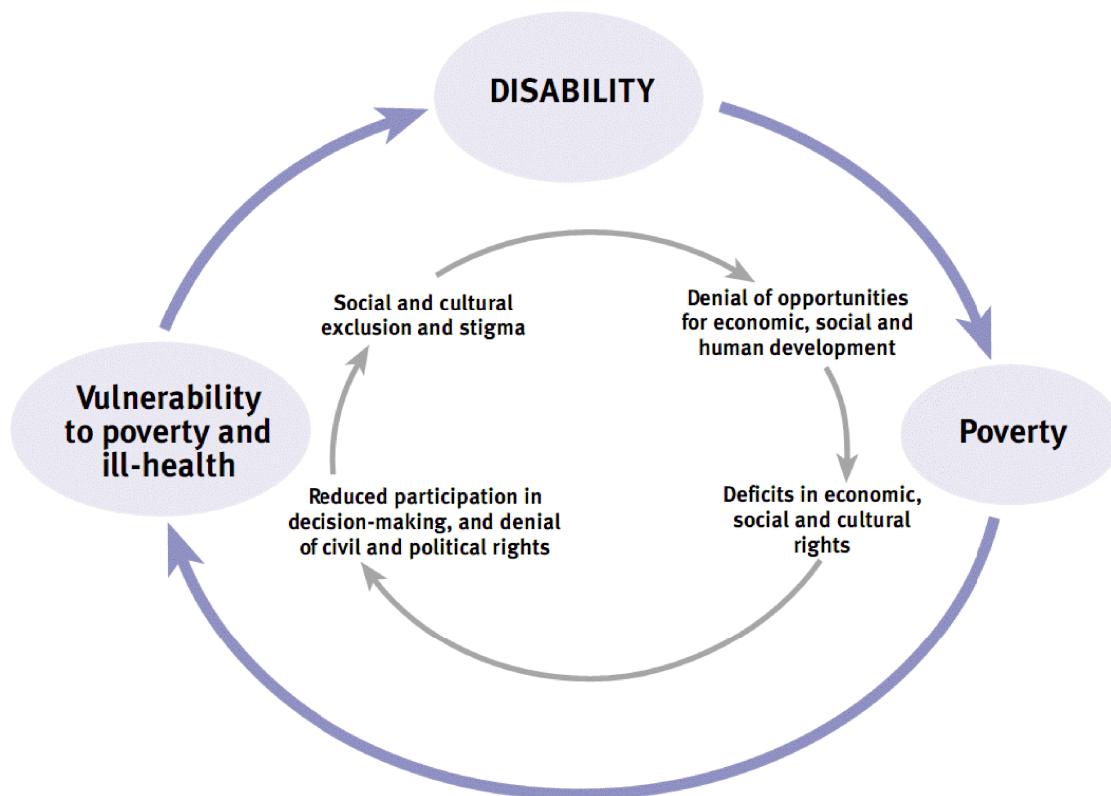 DISABILITY
Social and cultural
exclusion and stigma
Denial of opportunities
for economic, social and
human development
Vulnerability
to poverty and
ill-health
Poverty
Reduced participation in
decision-making, and denial
of civil and political rights
Deficits in economic,
social and cultural
rights